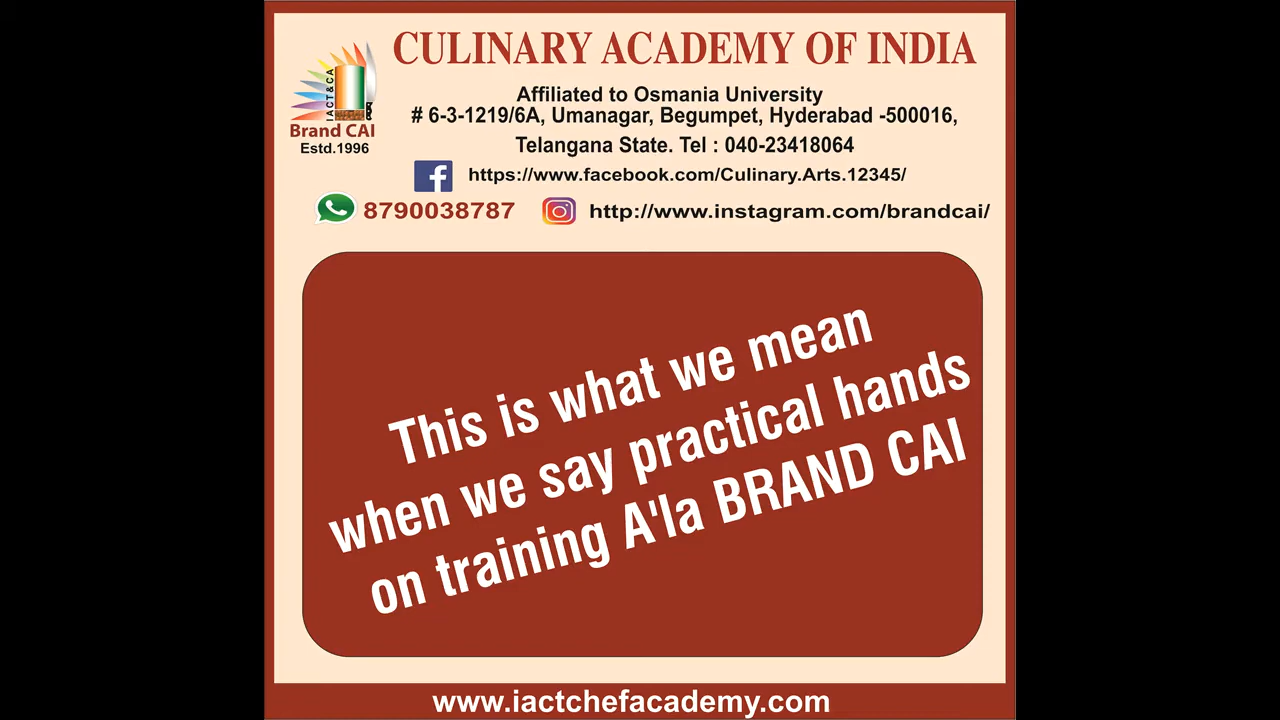 CULINARY ACADEMY OF INDIA
IACT&CA
Brand CAI
Estd.1996
Affiliated to Osmania University
# 6-3-1219/6A, Umanagar, Begumpet, Hyderabad -500016,
Telangana State. Tel : 040-23418064
https://www.facebook.com/Culinary.Arts.12345/
8790038787
http://www.instagram.com/brandcai/
This is what we mean
when we say practical hands
on training A'la BRAND CAI
www.iactchefacademy.com